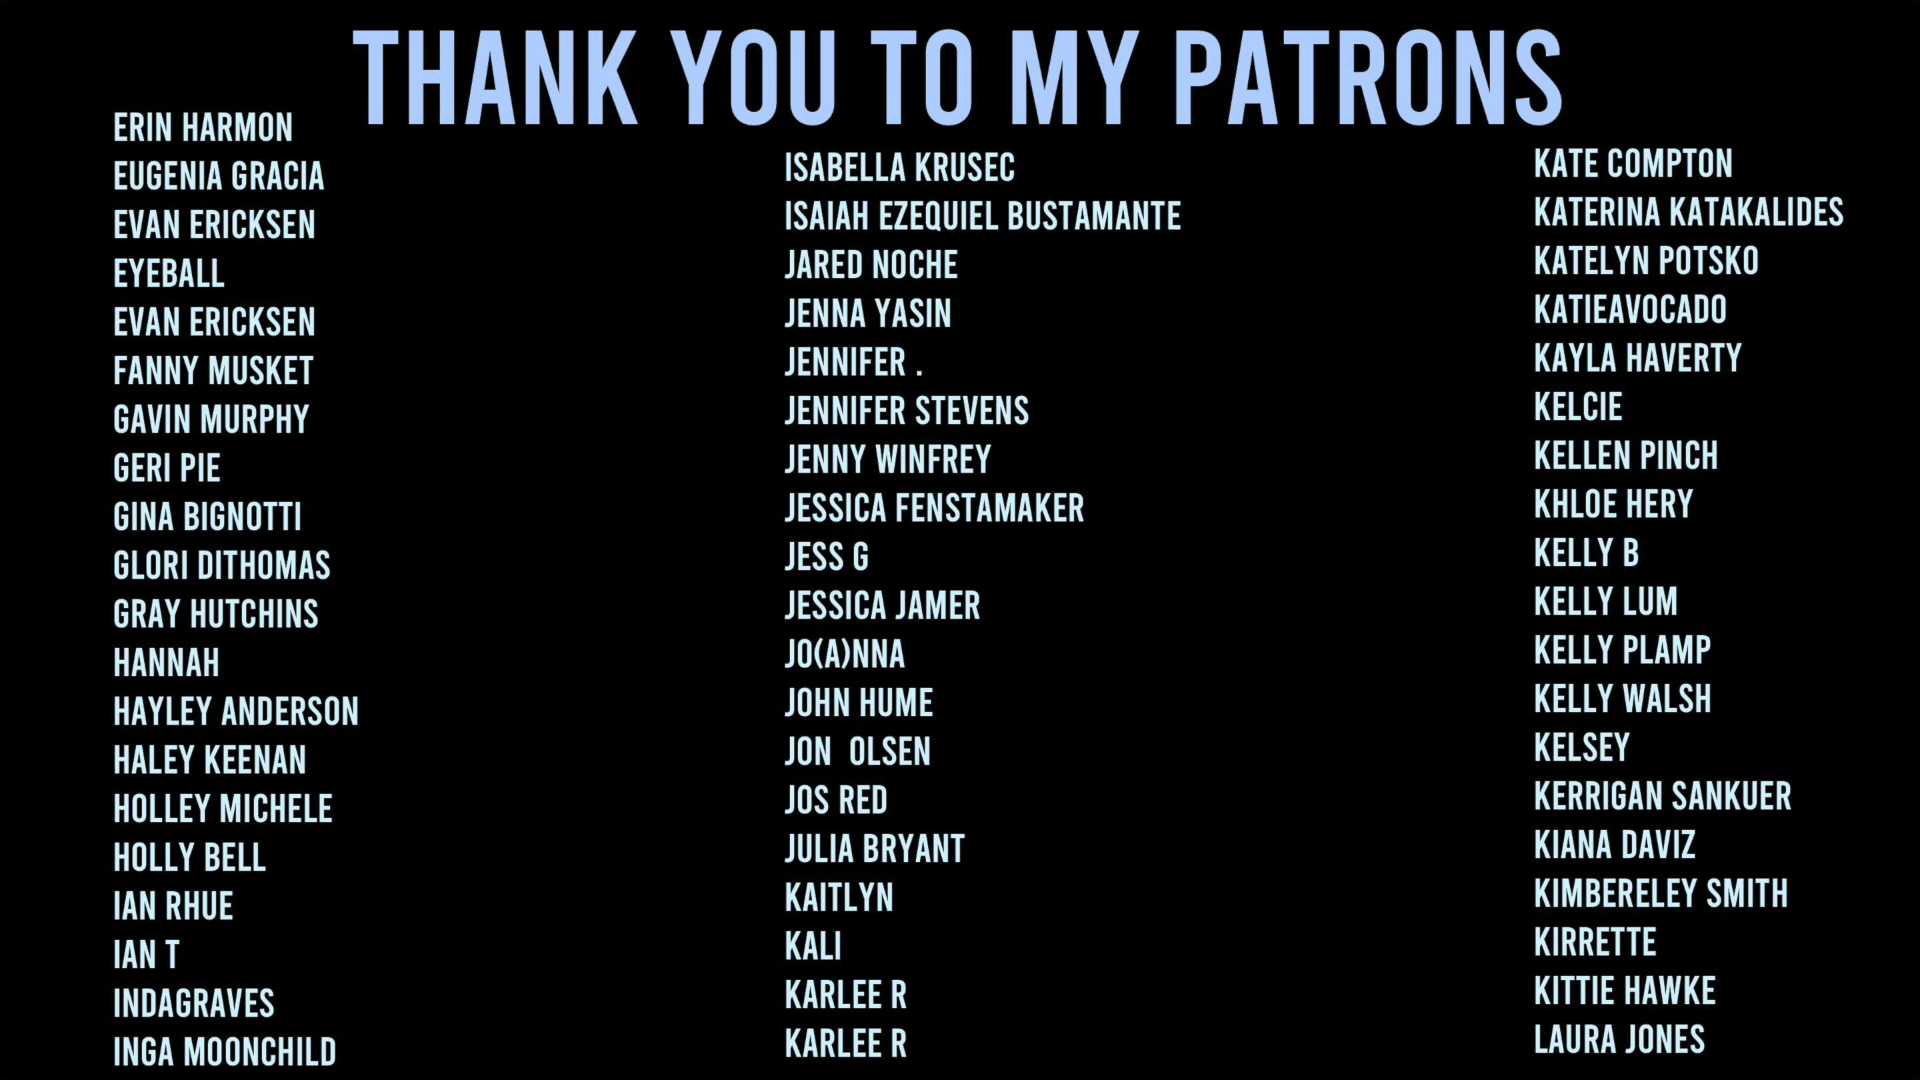 THANK YOU TO MY PATRONS
ERIN HARMON
EUGENIA GRACIA
EVAN ERICKSEN
EYEBALL
EVAN ERICKSEN
FANNY MUSKET
GAVIN MURPHY
GERI PIE
GINA BIGNOTTI
GLORI DITHOMAS
GRAY HUTCHINS
HANNAH
HAYLEY ANDERSON
HALEY KEENAN
HOLLEY MICHELE
HOLLY BELL
IAN RHUE
IAN T
INDAGRAVES
INGA MOONCHILD
ISABELLA KRUSEC
ISAIAH EZEQUIEL BUSTAMANTE
JARED NOCHE
JENNA YASIN
JENNIFER .
JENNIFER STEVENS
JENNY WINFREY
JESSICA FENSTAMAKER
JESS G
JESSICA JAMER
JO(A)NNA
JOHN HUME
JON  OLSEN
JOS RED
JULIA BRYANT
KAITLYN
KALI
KARLEE R
KARLEE R
KATE COMPTON
KATERINA KATAKALIDES
KATELYN POTSKO
KATIEAVOCADO
KAYLA HAVERTY
KELCIE
KELLEN PINCH
KHLOE HERY
KELLY B
KELLY LUM
KELLY PLAMP
KELLY WALSH
KELSEY
KERRIGAN SANKUER
KIANA DAVIZ
KIMBERELEY SMITH
KIRRETTE
KITTIE HAWKE
LAURA JONES